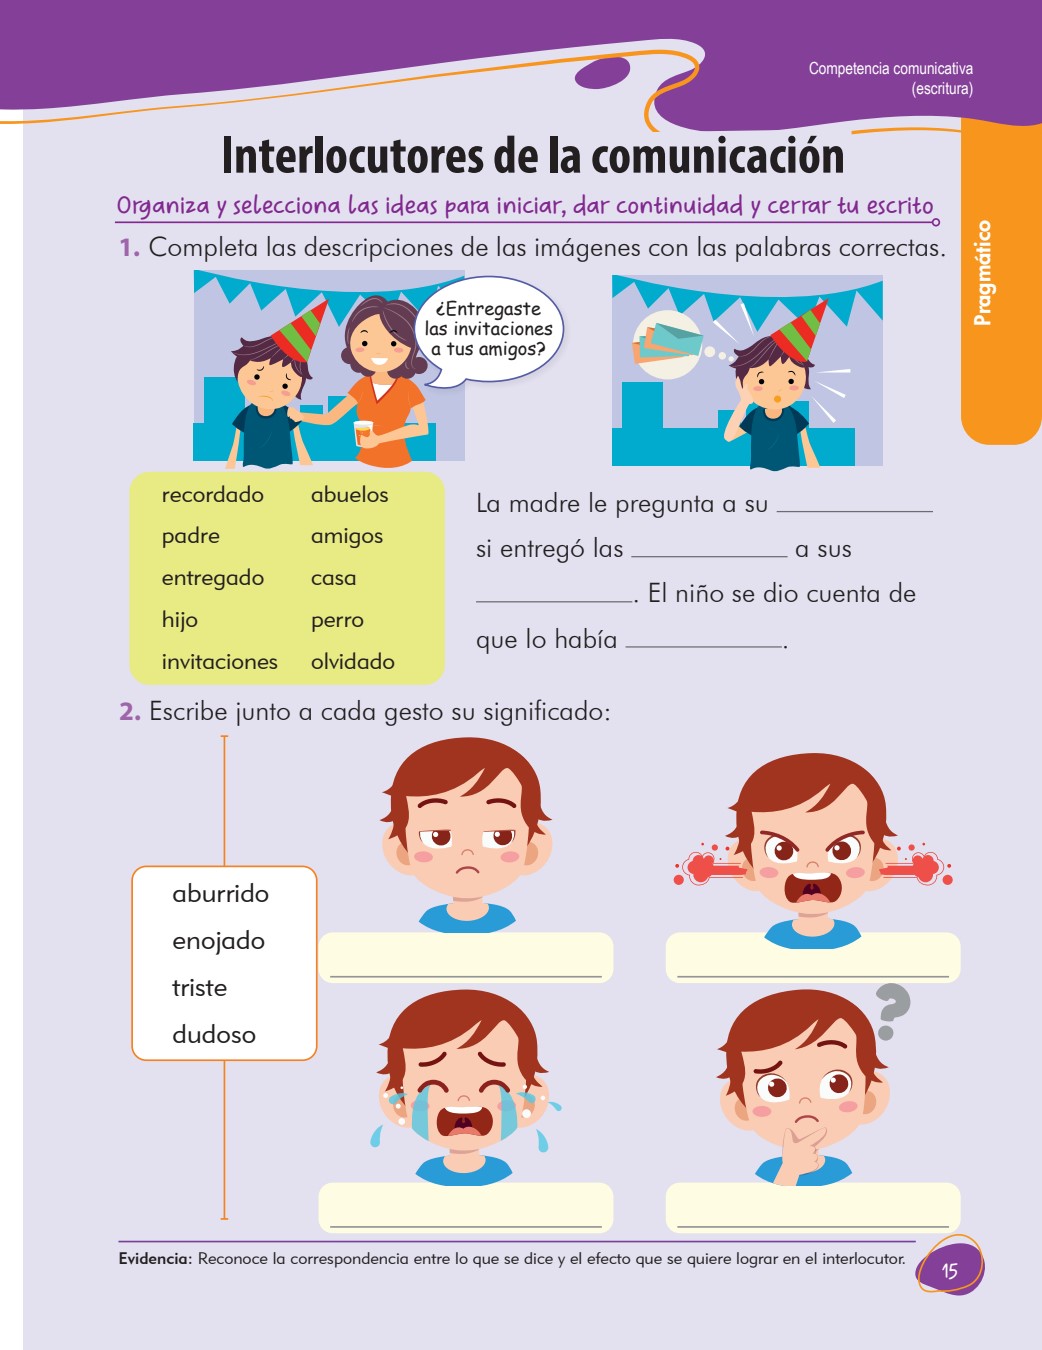 Competencia comunicativa
(escritura)
Interlocutores de la comunicación
Organiza y selecciona las ideas para iniciar, dar continuidad y cerrar tu escrito
Pragmático
1. Completa las descripciones de las imágenes con las palabras correctas.
¿Entregaste
las invitaciones
a tus amigos?
recordado abuelos
padre amigos
entregado casa
hijo perro
invitaciones olvidado
La madre le pregunta a su ____________
si entregó las ____________ a sus
____________. El niño se dio cuenta de
que lo había ____________.
2. Escribe junto a cada gesto su significado:
aburrido
enojado
triste
dudoso
?
Evidencia: Reconoce la correspondencia entre lo que se dice y el efecto que se quiere lograr en el interlocutor.
15